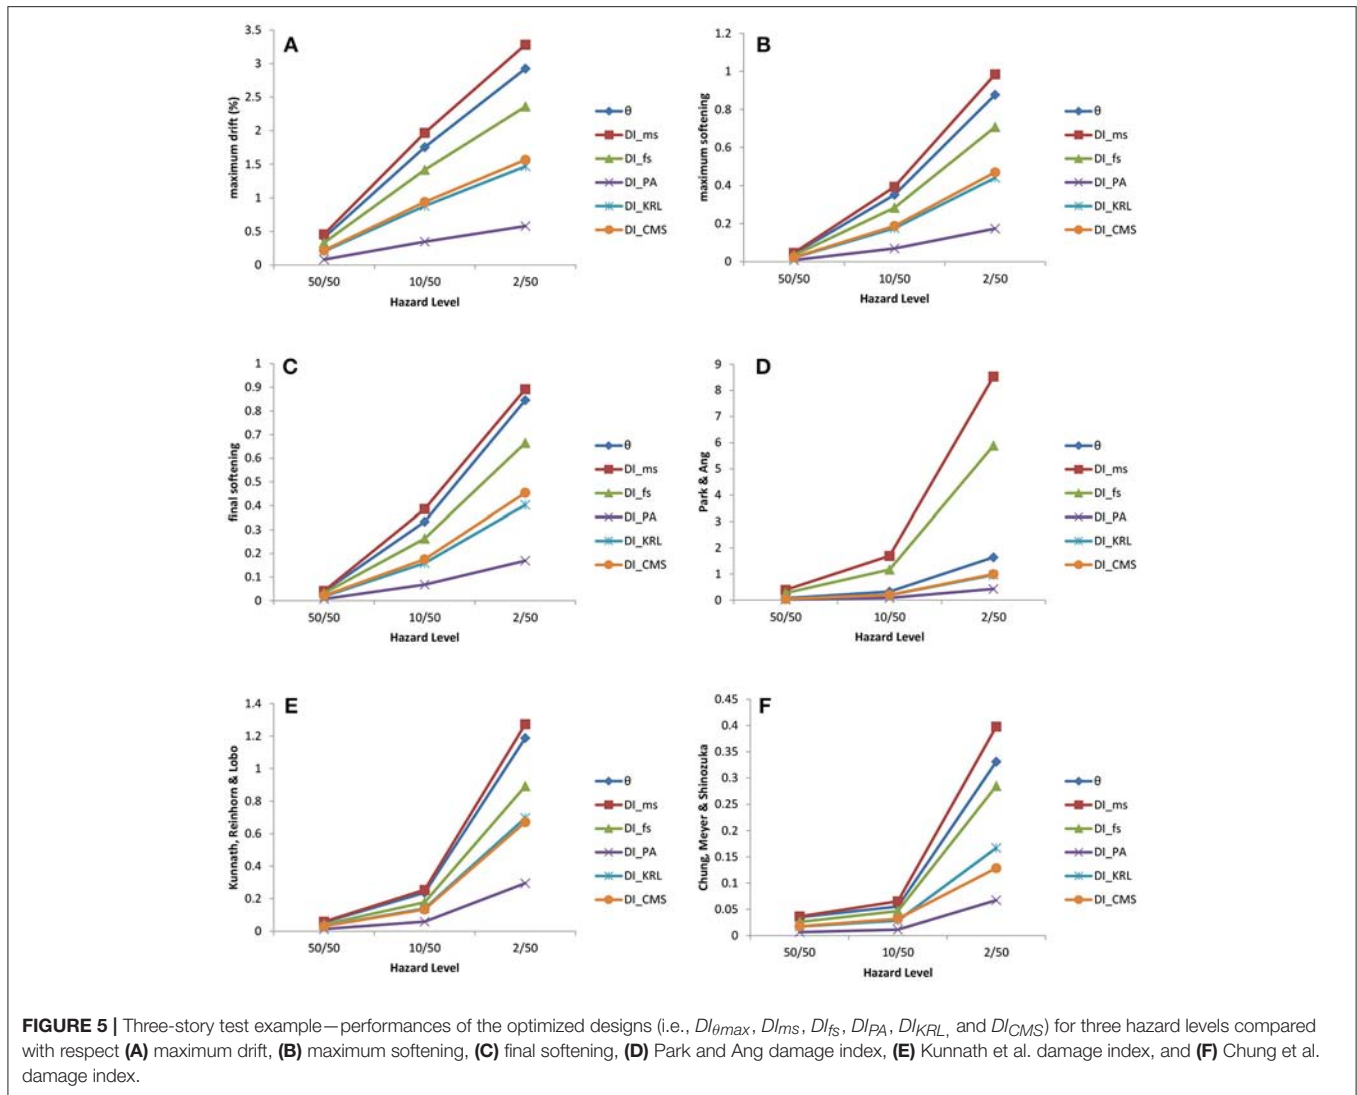 A
maximum drift (%)
3.5
3
2.5
2
1.5
1
0.5
0
50/50 10/50 2/50
Hazard Level
θ
DI_ms
DI_fs
DI_PA
DI_KRL
DI_CMS
B
maximum softening
1.2
1
0.8
0.6
0.4
0.2
0
50/50 10/50 2/50
Hazard Level
θ
DI_ms
DI_fs
DI_PA
DI_KRL
DI_CMS
C
final softening
1
0.9
0.8
0.7
0.6
0.5
0.4
0.3
0.2
0.1
0
50/50 10/50 2/50
Hazard Level
θ
DI_ms
DI_fs
DI_PA
DI_KRL
DI_CMS
D
Park & Ang
9
8
7
6
5
4
3
2
1
0
50/50 10/50 2/50
Hazard Level
θ
DI_ms
DI_fs
DI_PA
DI_KRL
DI_CMS
E
Kunnath, Reinhorn & Lobo
1.4
1.2
1
0.8
0.6
0.4
0.2
0
50/50 10/50 2/50
Hazard Level
θ
DI_ms
DI_fs
DI_PA
DI_KRL
DI_CMS
F
Chung, Meyer & Shinozuka
0.45
0.4
0.35
0.3
0.25
0.2
0.15
0.1
0.05
0
50/50 10/50 2/50
Hazard Level
θ
DI_ms
DI_fs
DI_PA
DI_KRL
DI_CMS
FIGURE 5 | Three-story test example—performances of the optimized designs (i.e., DIθmax, DIms, DIfs, DIPA, DIKRL, and DICMS) for three hazard levels compared
with respect (A) maximum drift, (B) maximum softening, (C) final softening, (D) Park and Ang damage index, (E) Kunnath et al. damage index, and (F) Chung et al.
damage index.